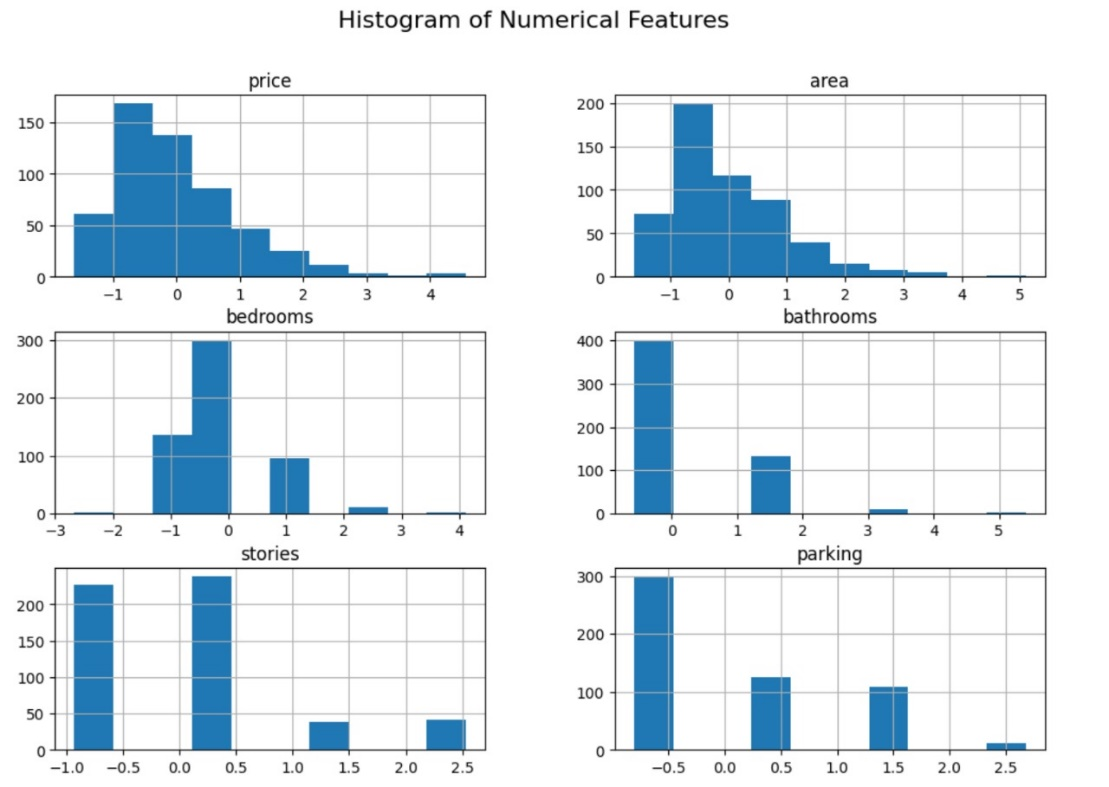 Histogram of Numerical Features
price
150
100
50
0
−1 0 1 2 3 4
area
200
150
100
50
0
−1 0 1 2 3 4 5
bedrooms
300
200
100
0
−3 −2 −1 0 1 2 3 4
bathrooms
400
300
200
100
0
0 1 2 3 4 5
stories
200
150
100
50
0
−1.0 −0.5 0.0 0.5 1.0 1.5 2.0 2.5
parking
300
200
100
0
−0.5 0.0 0.5 1.0 1.5 2.0 2.5